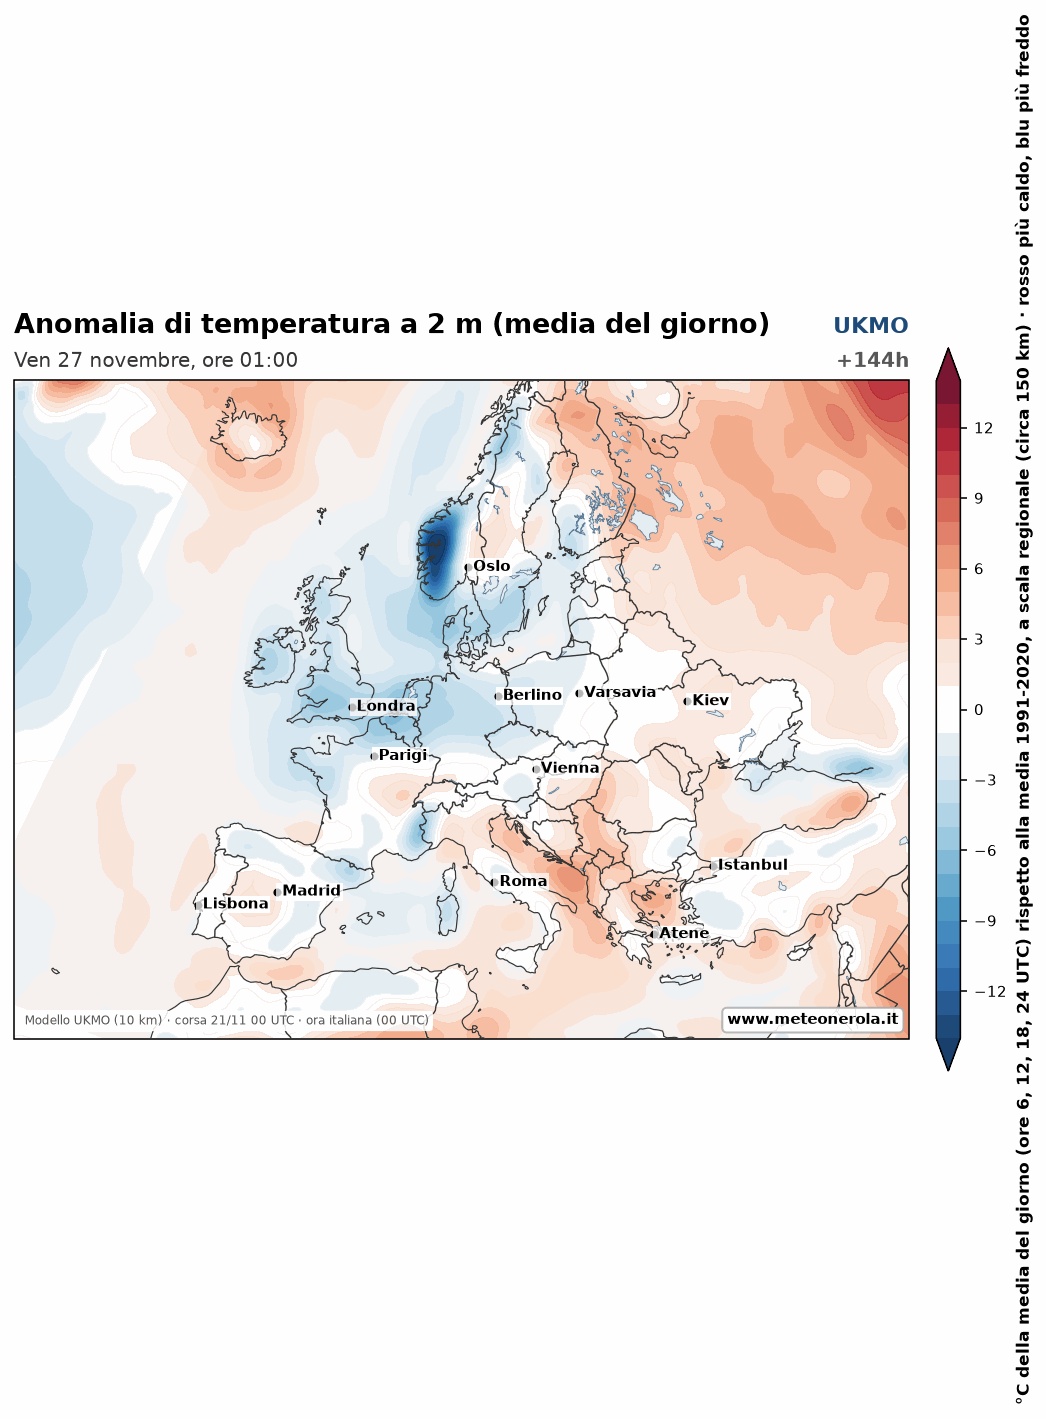 Anomalia di temperatura a 2 m (media del giorno)
UKMO
Ven 27 novembre, ore 01:00
+144h
Oslo
Londra
Berlino
Varsavia
Kiev
Parigi
Vienna
Istanbul
Madrid
Roma
Lisbona
Atene
Modello UKMO (10 km) · corsa 21/11 00 UTC · ora italiana (00 UTC)
www.meteonerola.it
12
9
6
3
0
−3
−6
−9
−12
°C della media del giorno (ore 6, 12, 18, 24 UTC) rispetto alla media 1991-2020, a scala regionale (circa 150 km) · rosso più caldo, blu più freddo